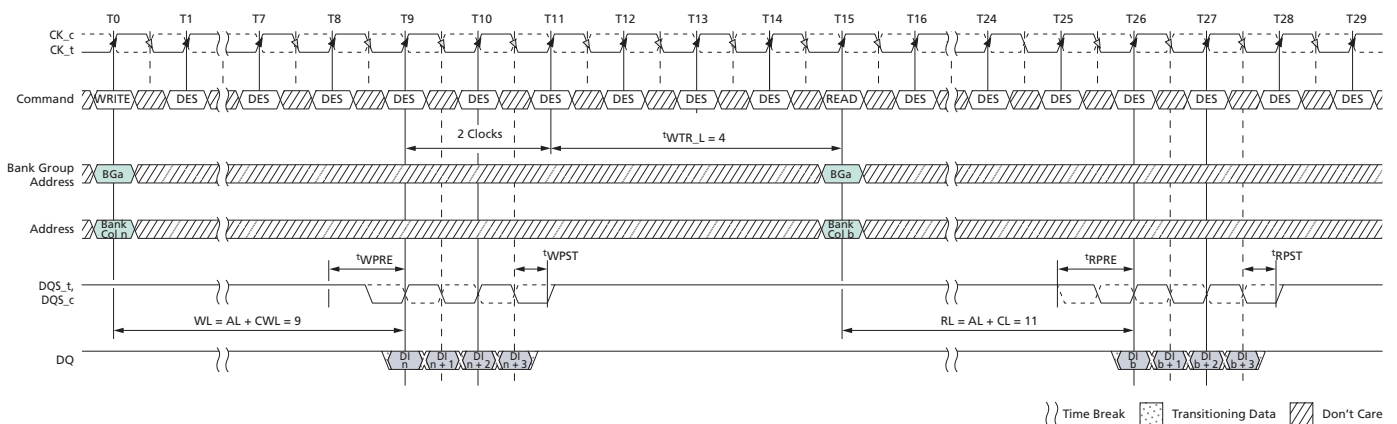 T0 T1 T7 T8 T9 T10 T11 T12 T13 T14 T15 T16 T24 T25 T26 T27 T28 T29
CK_c
CK_t
Command WRITE DES DES DES DES DES DES DES DES DES READ DES DES DES DES DES DES DES
2 Clocks tWTR_L = 4
Bank Group
Address
BGa BGa
Address
Bank
Col n
Bank
Col b
tWPRE tWPST tRPRE tRPST
DQS_t,
DQS_c
WL = AL + CWL = 9 RL = AL + CL = 11
DQ
DI
n
DI
n + 1
DI
n + 2
DI
n + 3
DI
b
DI
b + 1
DI
b + 2
DI
b + 3
Time Break Transitioning Data Don't Care